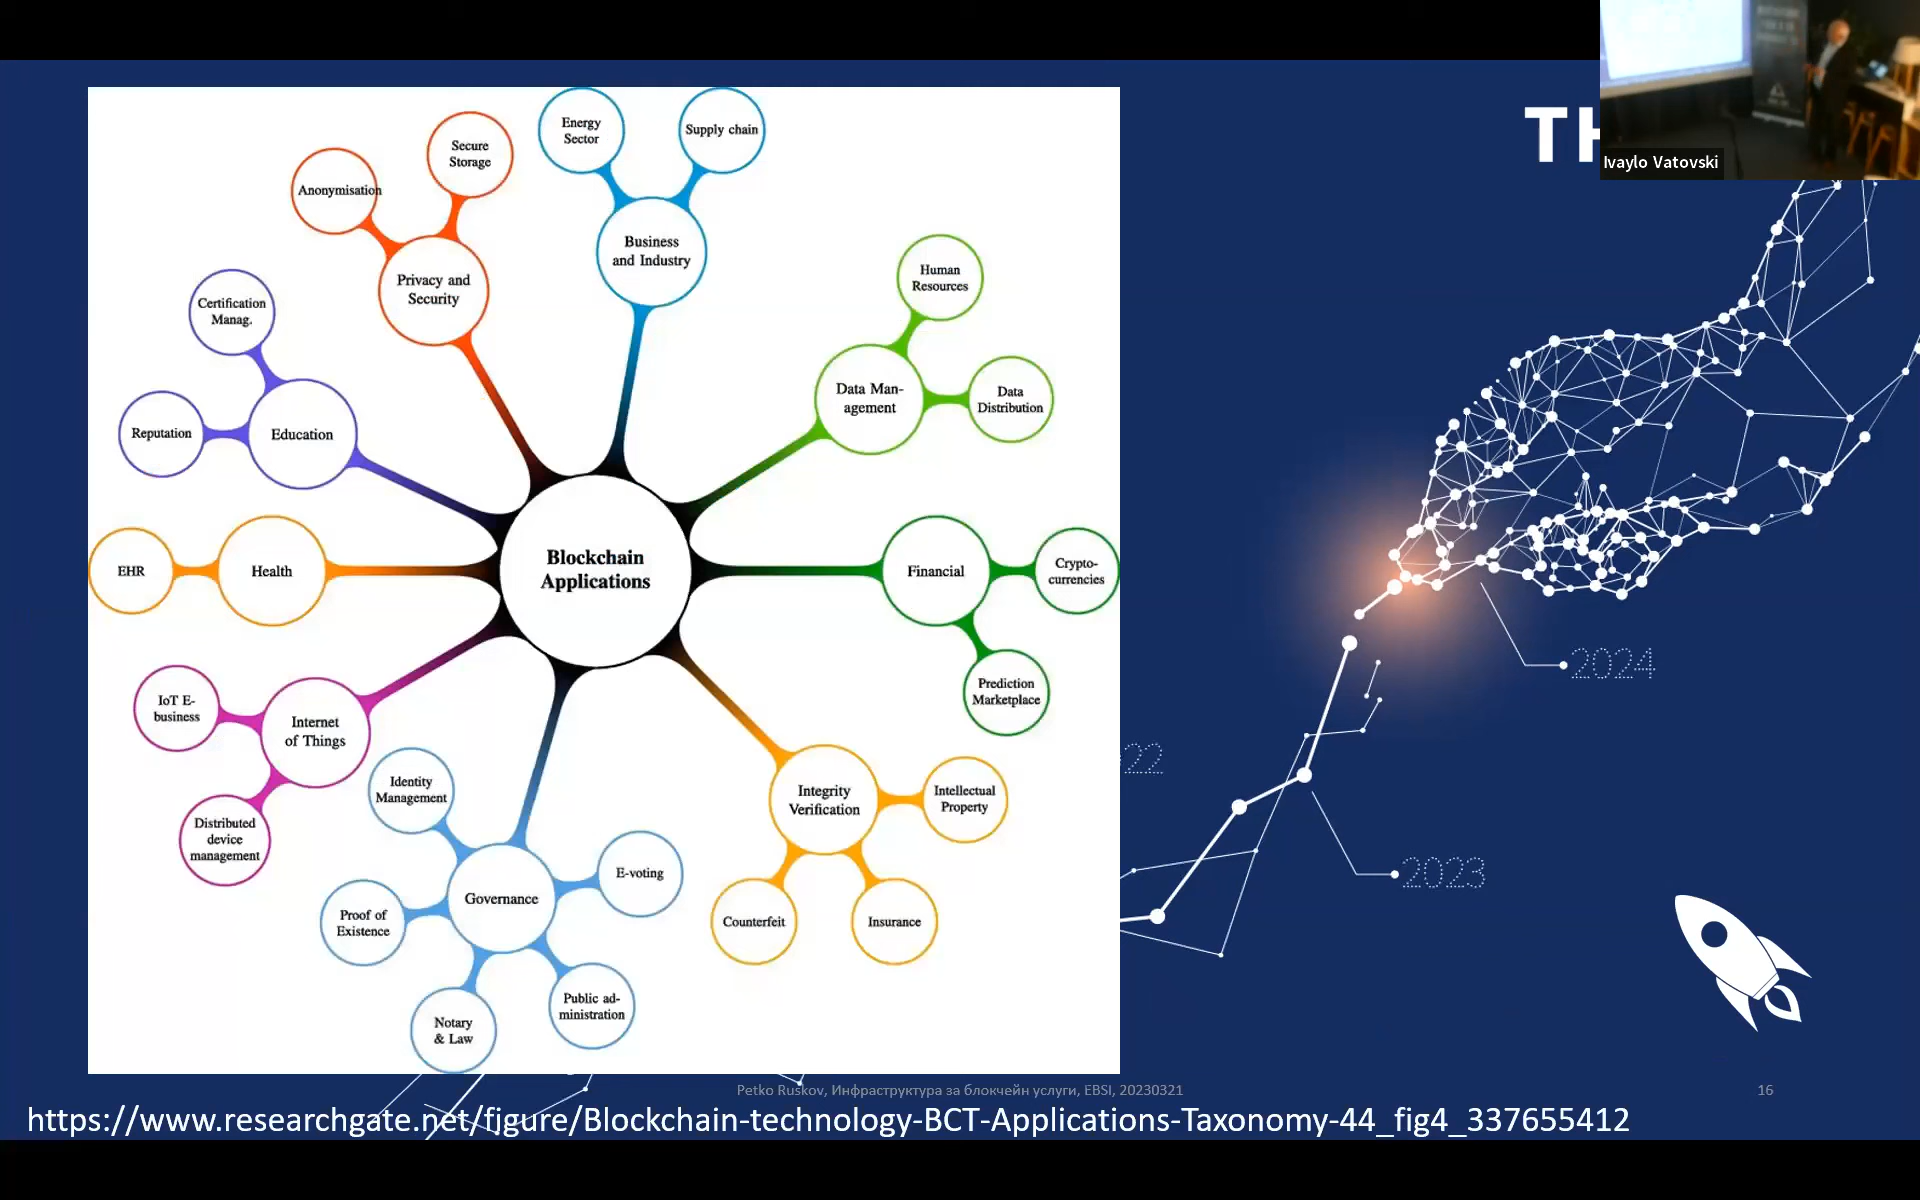 TH
Ivaylo Vatovski
Energy
Sector
Supply chain
Secure
Storage
Anonymisation
Business
and Industry
Privacy and
Security
Human
Resources
Certification
Manag.
Data Man-
agement
Data
Distribution
Reputation
Education
Blockchain
Applications
EHR
Health
Financial
Crypto-
currencies
Prediction
Marketplace
IoT E-
business
Internet
of Things
Distributed
device
management
Identity
Management
Integrity
Verification
Intellectual
Property
Governance
E-voting
Proof of
Existence
Counterfeit
Insurance
Notary
& Law
Public ad-
ministration
2024
22
2023
Petko Ruskov, Инфраструктура за блокчейн услуги, EBSI, 20230321
16
https://www.researchgate.net/figure/Blockchain-technology-BCT-Applications-Taxonomy-44_fig4_337655412